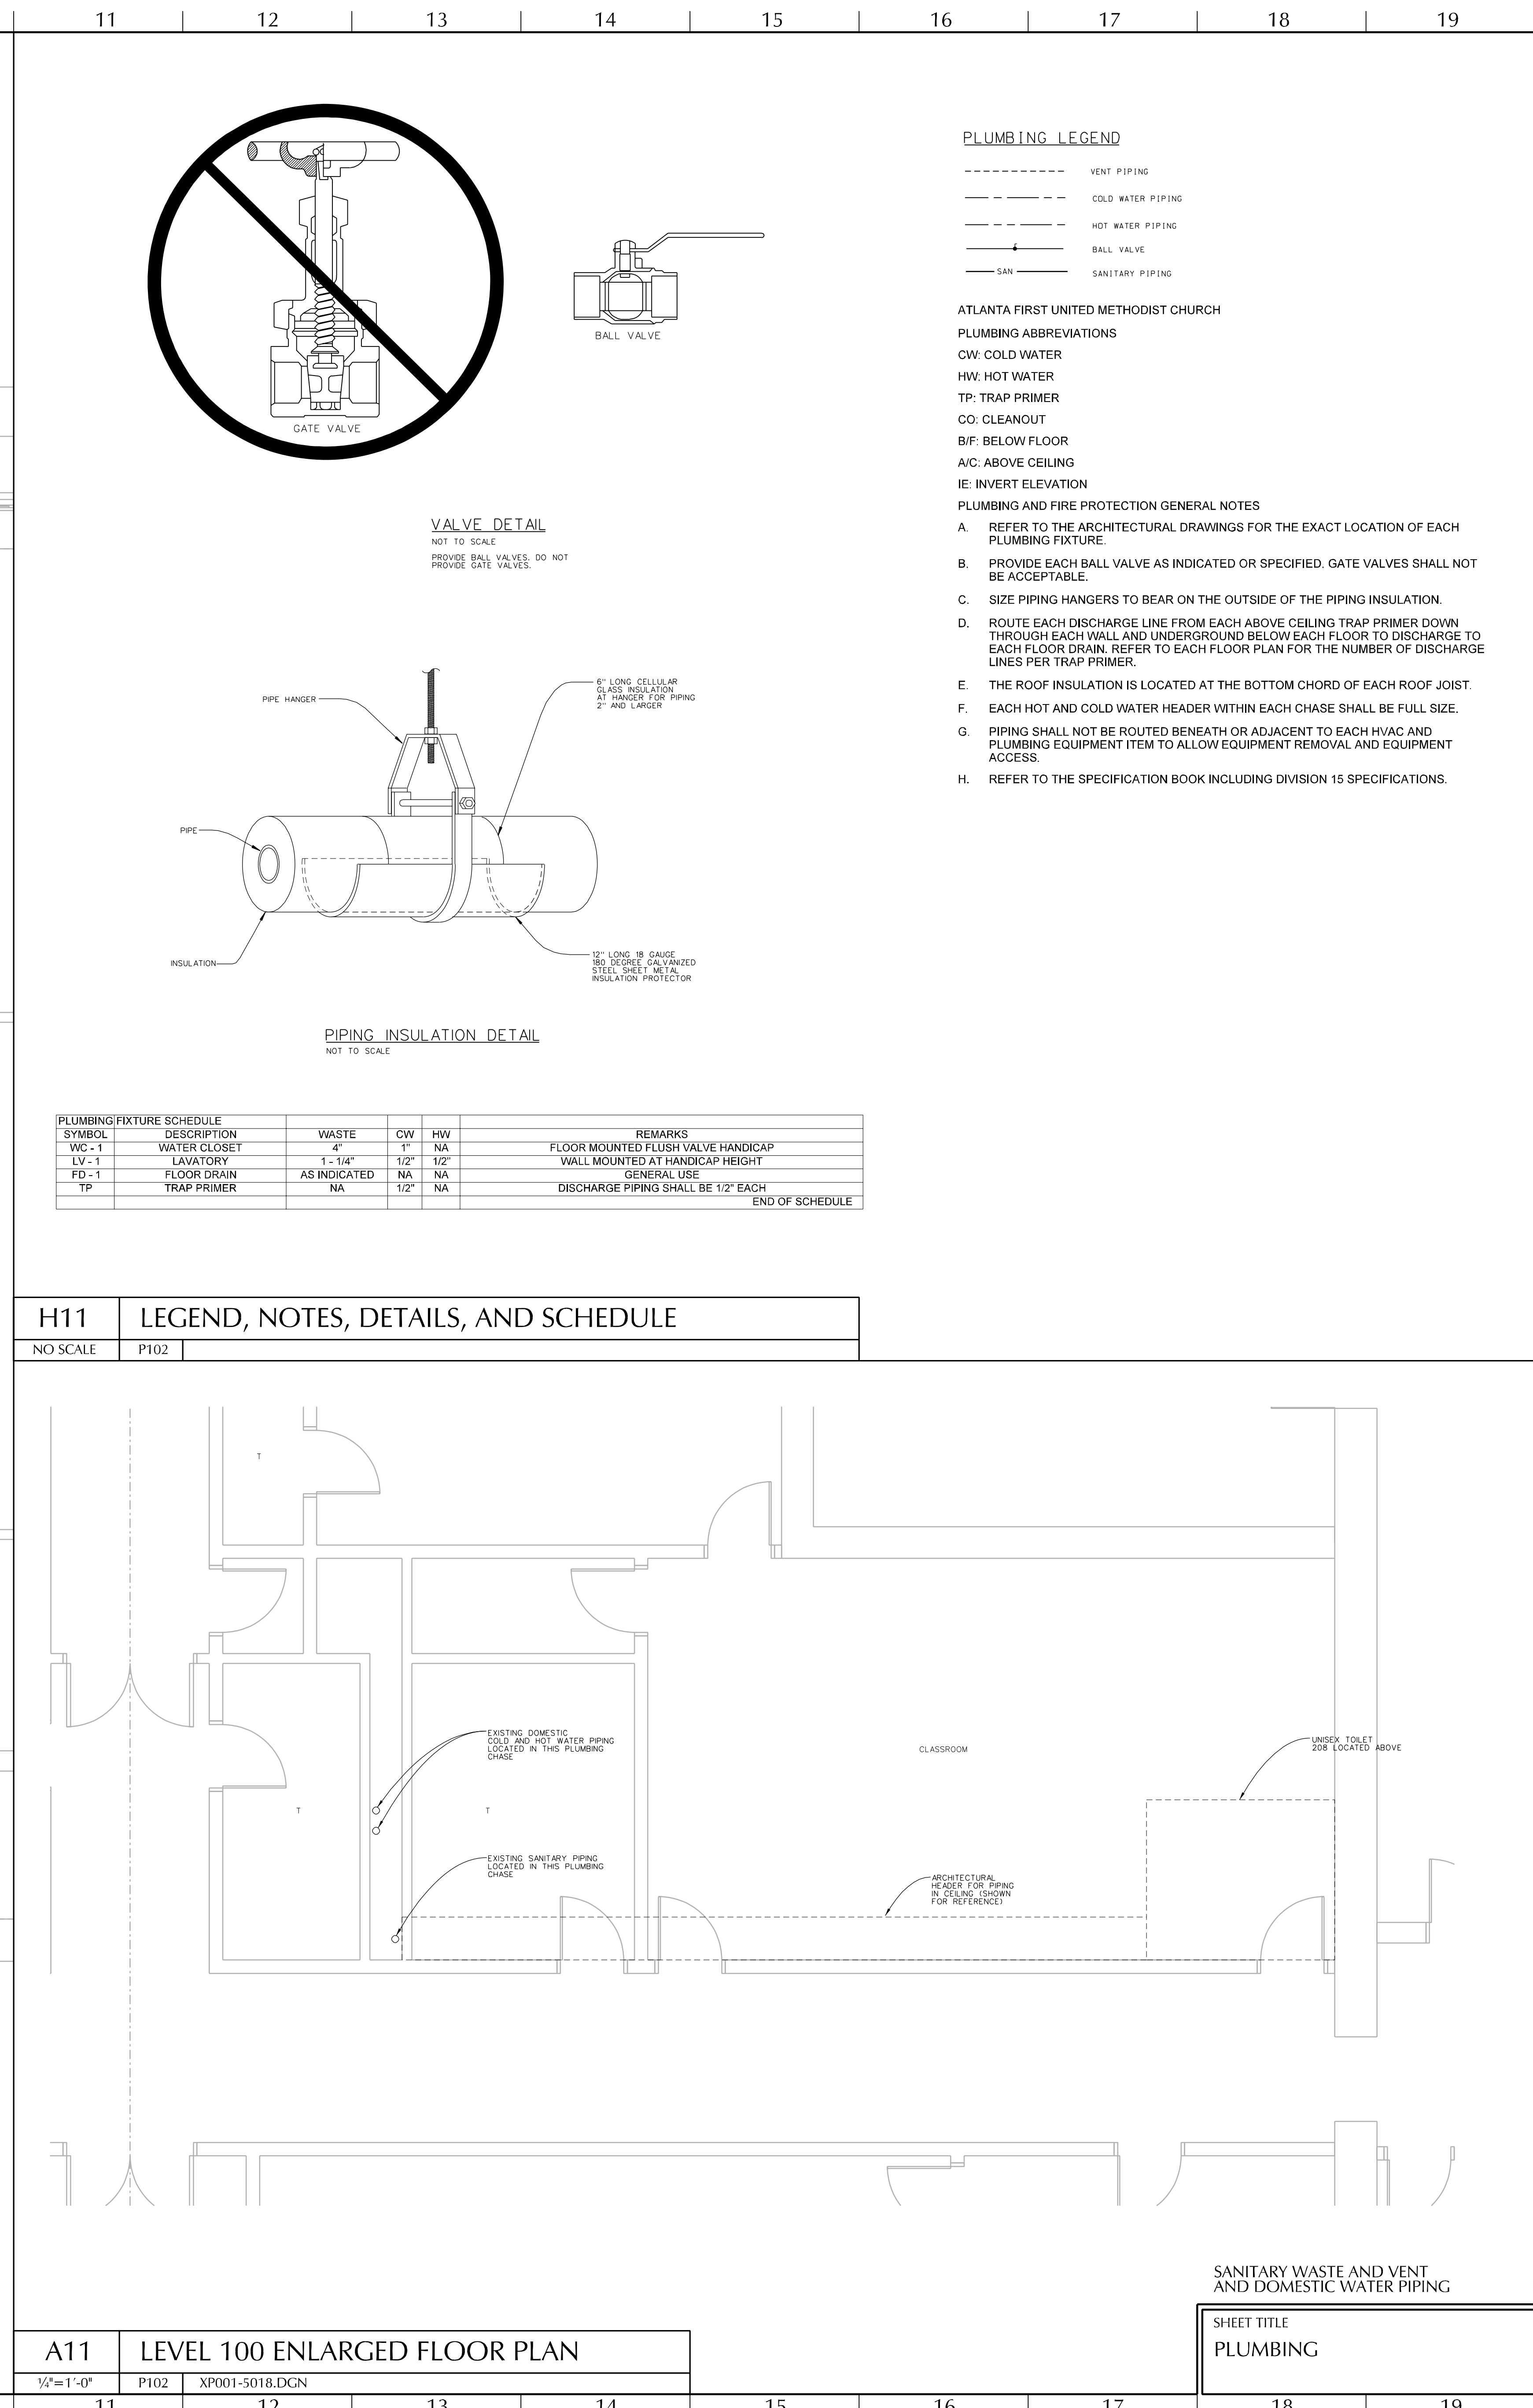 11 12 13 14 15 16 17 18 19
GATE VALVE
BALL VALVE
VALVE DETAIL
NOT TO SCALE
PROVIDE BALL VALVES. DO NOT
PROVIDE GATE VALVES.
PLUMBING LEGEND
VENT PIPING
COLD WATER PIPING
HOT WATER PIPING
BALL VALVE
SAN SANITARY PIPING
ATLANTA FIRST UNITED METHODIST CHURCH
PLUMBING ABBREVIATIONS
CW: COLD WATER
HW: HOT WATER
TP: TRAP PRIMER
CO: CLEANOUT
B/F: BELOW FLOOR
A/C: ABOVE CEILING
IE: INVERT ELEVATION
PLUMBING AND FIRE PROTECTION GENERAL NOTES
A. REFER TO THE ARCHITECTURAL DRAWINGS FOR THE EXACT LOCATION OF EACH
PLUMBING FIXTURE.
B. PROVIDE EACH BALL VALVE AS INDICATED OR SPECIFIED. GATE VALVES SHALL NOT
BE ACCEPTABLE.
C. SIZE PIPING HANGERS TO BEAR ON THE OUTSIDE OF THE PIPING INSULATION.
D. ROUTE EACH DISCHARGE LINE FROM EACH ABOVE CEILING TRAP PRIMER DOWN
THROUGH EACH WALL AND UNDERGROUND BELOW EACH FLOOR TO DISCHARGE TO
EACH FLOOR DRAIN. REFER TO EACH FLOOR PLAN FOR THE NUMBER OF DISCHARGE
LINES PER TRAP PRIMER.
E. THE ROOF INSULATION IS LOCATED AT THE BOTTOM CHORD OF EACH ROOF JOIST.
F. EACH HOT AND COLD WATER HEADER WITHIN EACH CHASE SHALL BE FULL SIZE.
G. PIPING SHALL NOT BE ROUTED BENEATH OR ADJACENT TO EACH HVAC AND
PLUMBING EQUIPMENT ITEM TO ALLOW EQUIPMENT REMOVAL AND EQUIPMENT
ACCESS.
H. REFER TO THE SPECIFICATION BOOK INCLUDING DIVISION 15 SPECIFICATIONS.
PIPE HANGER
6" LONG CELLULAR
GLASS INSULATION
AT HANGER FOR PIPING
2" AND LARGER
PIPE
INSULATION
12" LONG 18 GAUGE
180 DEGREE GALVANIZED
STEEL SHEET METAL
INSULATION PROTECTOR
PIPING INSULATION DETAIL
NOT TO SCALE
PLUMBING FIXTURE SCHEDULE
SYMBOL DESCRIPTION WASTE CW HW REMARKS
WC - 1 WATER CLOSET 4" 1" NA FLOOR MOUNTED FLUSH VALVE HANDICAP
LV - 1 LAVATORY 1 - 1/4" 1/2" 1/2" WALL MOUNTED AT HANDICAP HEIGHT
FD - 1 FLOOR DRAIN AS INDICATED NA NA GENERAL USE
TP TRAP PRIMER NA 1/2" NA DISCHARGE PIPING SHALL BE 1/2" EACH
END OF SCHEDULE
H11 LEGEND, NOTES, DETAILS, AND SCHEDULE
NO SCALE P102
T
EXISTING DOMESTIC
COLD AND HOT WATER PIPING
LOCATED IN THIS PLUMBING
CHASE
CLASSROOM
UNISEX TOILET
208 LOCATED ABOVE
T T
EXISTING SANITARY PIPING
LOCATED IN THIS PLUMBING
CHASE
ARCHITECTURAL
HEADER FOR PIPING
IN CEILING (SHOWN
FOR REFERENCE)
SANITARY WASTE AND VENT
AND DOMESTIC WATER PIPING
SHEET TITLE
PLUMBING
A11 LEVEL 100 ENLARGED FLOOR PLAN
¼"=1'-0" P102 XP001-5018.DGN
11 12 13 14 15 16 17 18 19